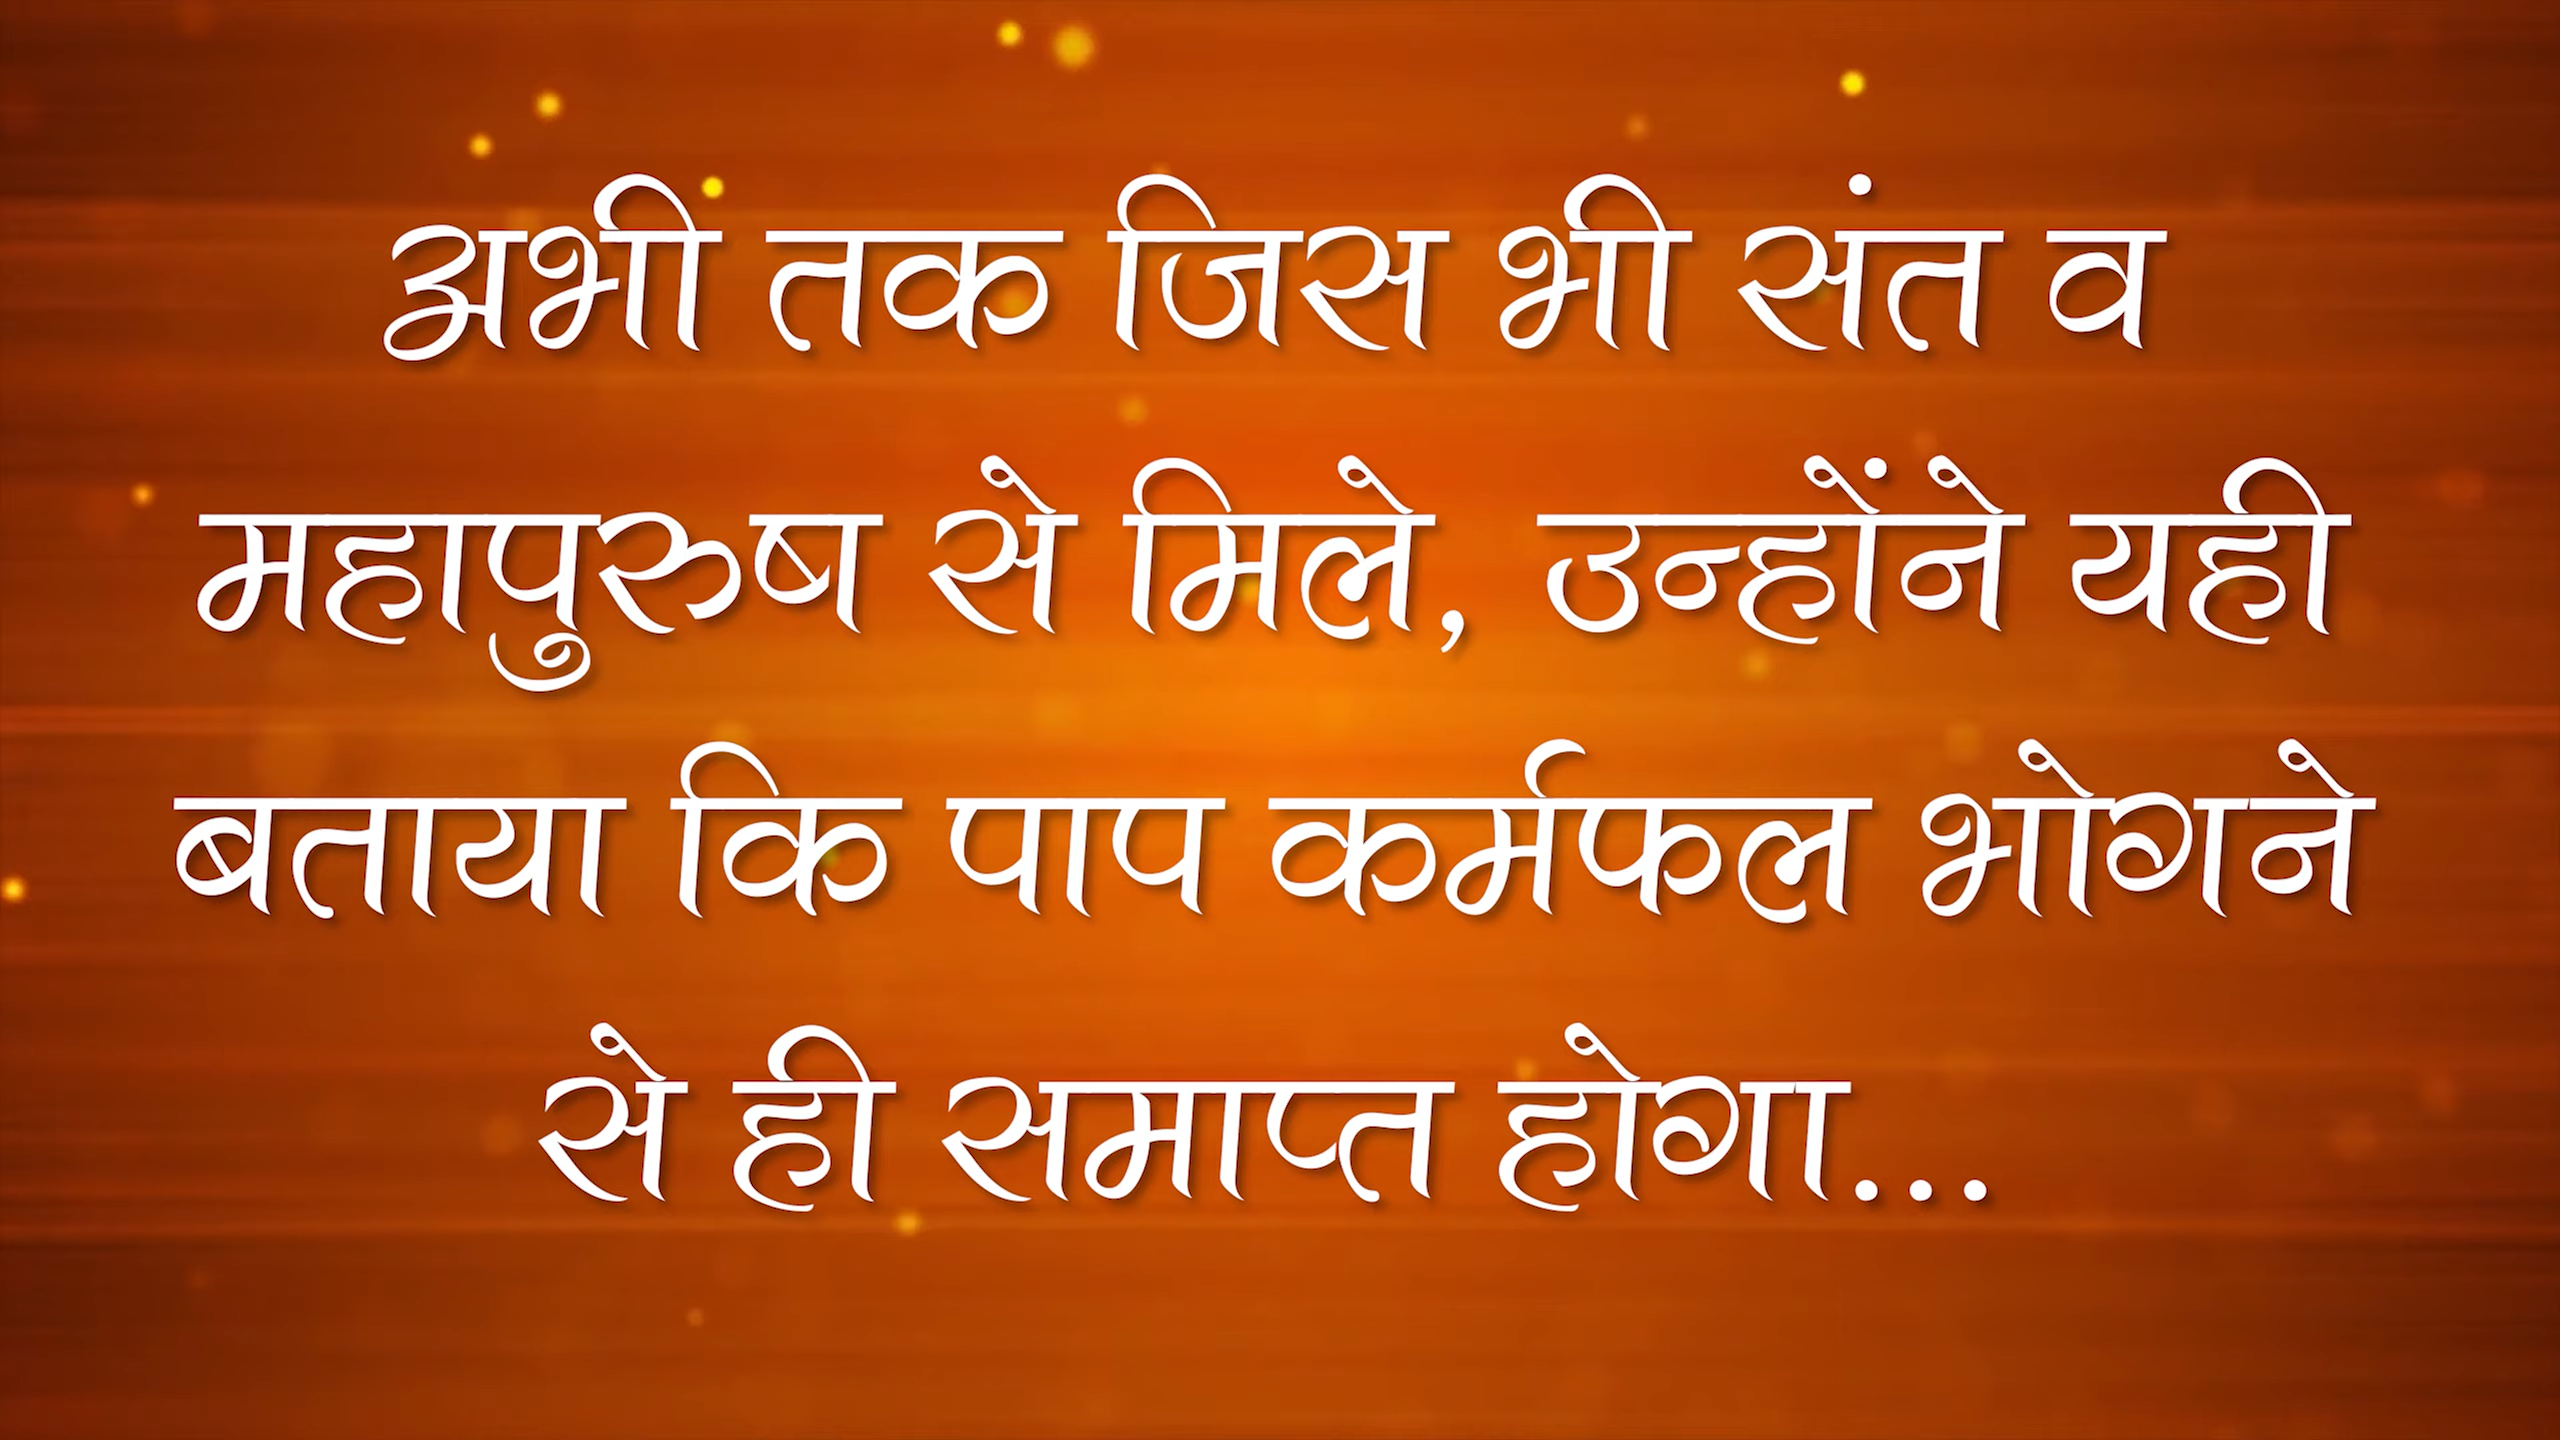 अभी तक जिस भी संत व
महापुरुष से मिले, उन्होंने यही
बताया कि पाप कर्मफल भोगने
से ही समाप्त होगा...